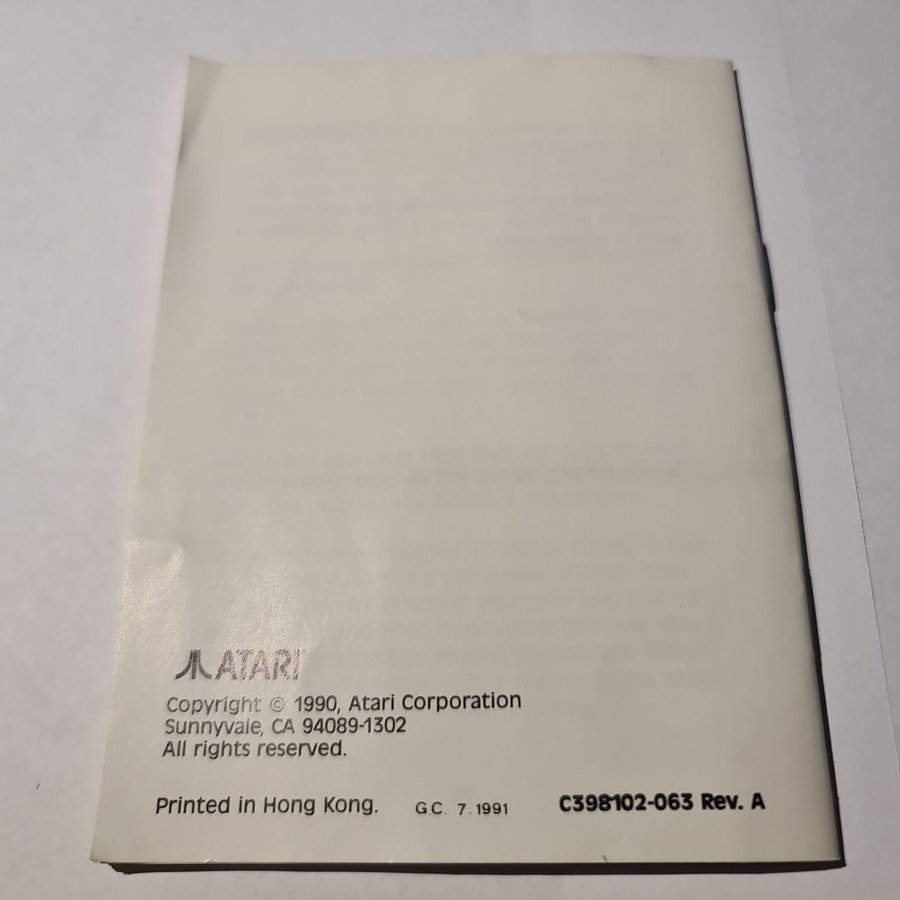 ATARI
Copyright © 1990, Atari Corporation
Sunnyvale, CA 94089-1302
All rights reserved.
Printed in Hong Kong. G.C. 7.1991 C398102-063 Rev. A